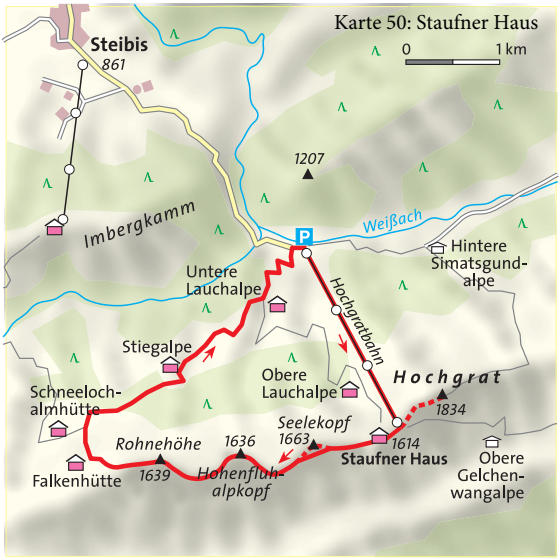 Karte 50: Staufner Haus
0
1 km
Steibis
861
1207
Imbergkamm
Weißach
P
Hintere
Simatsgund-
alpe
Untere
Lauchalpe
Hochgratbahn
Stiegalpe
Obere
Lauchalpe
Hochgrat
1834
Schneeloch-
almhütte
Seelekopf
1663
Rohnehöhe
1639
1636
Hohenfluh-
alpkopf
1614
Staufner Haus
Falkenhütte
Obere
Gelchen-
wangalpe